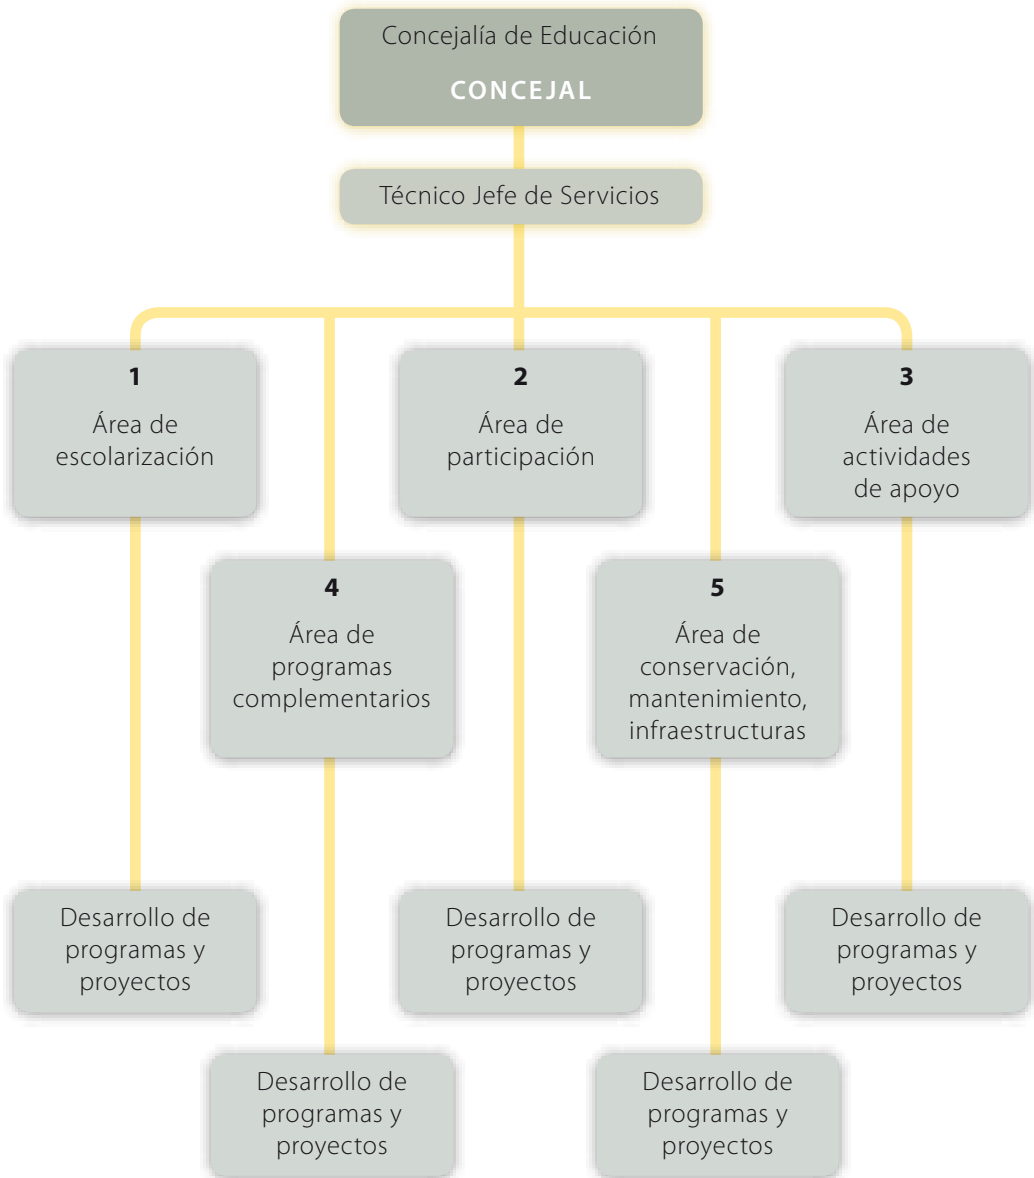 Concejalía de Educación
CONCEJAL
Técnico Jefe de Servicios
1
Área de
escolarización
2
Área de
participación
3
Área de
actividades
de apoyo
4
Área de
programas
complementarios
5
Área de
conservación,
mantenimiento,
infraestructuras
Desarrollo de
programas y
proyectos
Desarrollo de
programas y
proyectos
Desarrollo de
programas y
proyectos
Desarrollo de
programas y
proyectos
Desarrollo de
programas y
proyectos